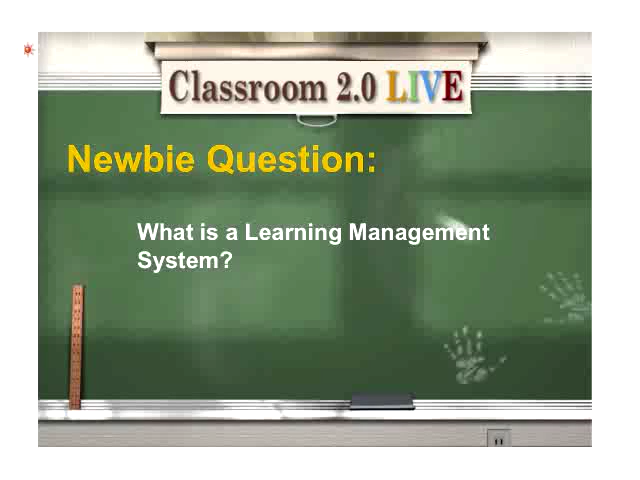 Classroom 2.0 LIVE
Newbie Question:
What is a Learning Management
System?